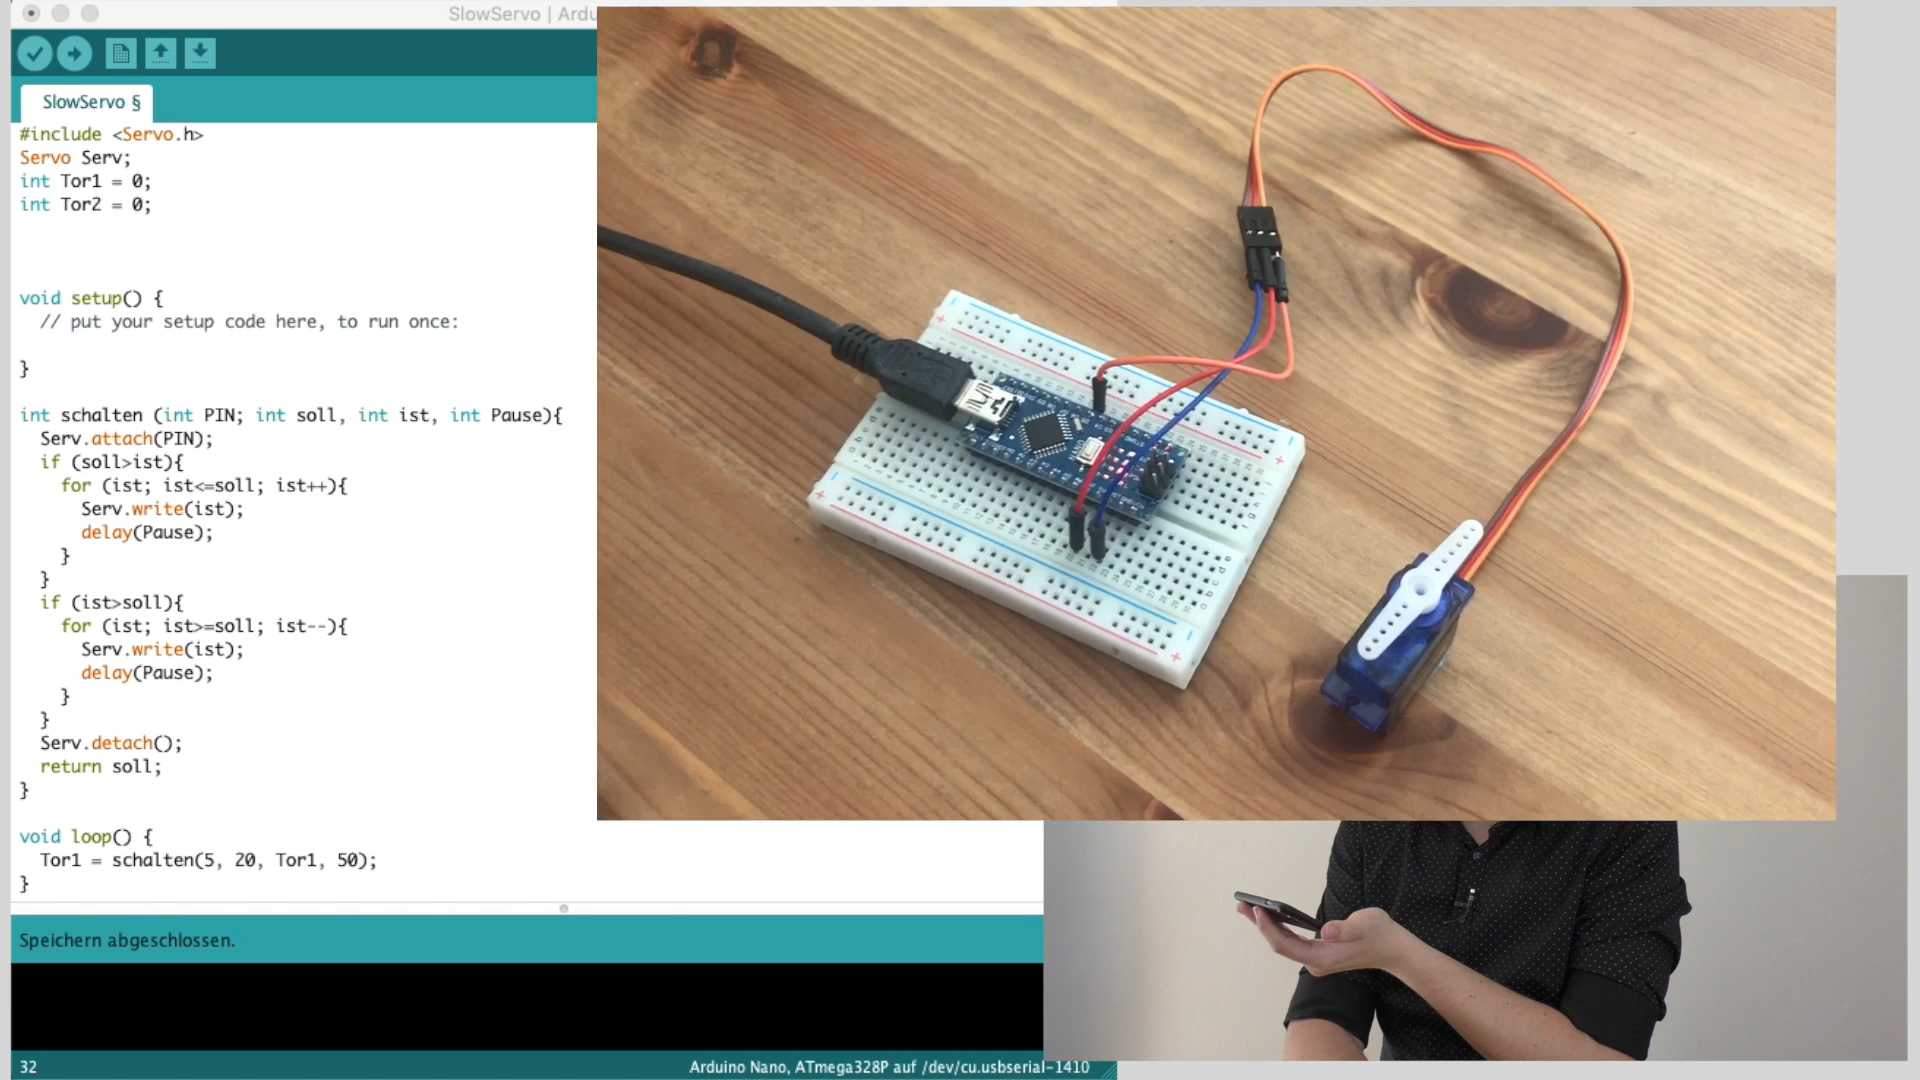 SlowServo | Ardu
SlowServo §
#include <Servo.h>
Servo Serv;
int Tor1 = 0;
int Tor2 = 0;
void setup() {
// put your setup code here, to run once:
}
int schalten (int PIN; int soll, int ist, int Pause){
Serv.attach(PIN);
if (soll>ist){
for (ist; ist<=soll; ist++){
Serv.write(ist);
delay(Pause);
}
}
if (ist>soll){
for (ist; ist>=soll; ist--){
Serv.write(ist);
delay(Pause);
}
}
Serv.detach();
return soll;
}
void loop() {
Tor1 = schalten(5, 20, Tor1, 50);
}
Speichern abgeschlossen.
32
Arduino Nano, ATmega328P auf /dev/cu.usbserial-1410